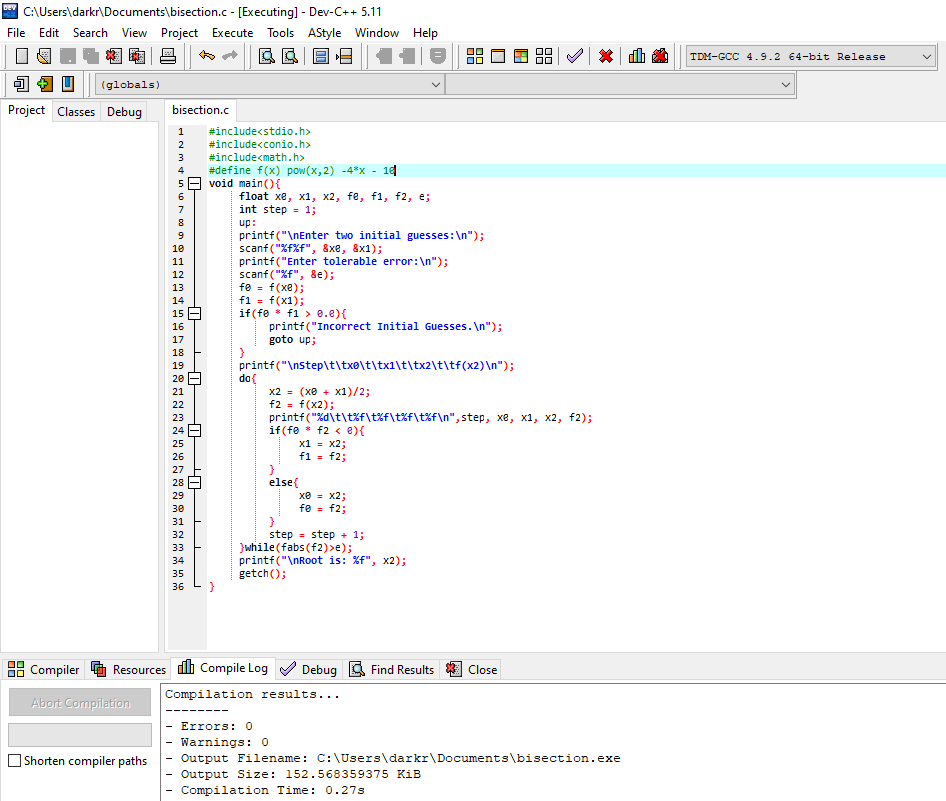 C:\Users\darkr\Documents\bisection.c - [Executing] - Dev-C++ 5.11
File Edit Search View Project Execute Tools AStyle Window Help
TDM-GCC 4.9.2 64-bit Release
(globals)
Project Classes Debug bisection.c
1 #include<stdio.h>
2 #include<conio.h>
3 #include<math.h>
4 #define f(x) pow(x,2) -4*x - 10
5 void main(){
6 float x0, x1, x2, f0, f1, f2, e;
7 int step = 1;
8 up:
9 printf("\nEnter two initial guesses:\n");
10 scanf("%f%f", &x0, &x1);
11 printf("Enter tolerable error:\n");
12 scanf("%f", &e);
13 f0 = f(x0);
14 f1 = f(x1);
15 if(f0 * f1 > 0.0){
16 printf("Incorrect Initial Guesses.\n");
17 goto up;
18 }
19 printf("\nStep\t\tx0\t\tx1\t\tx2\t\tf(x2)\n");
20 do{
21 x2 = (x0 + x1)/2;
22 f2 = f(x2);
23 printf("%d\t\t%f\t%f\t%f\t%f\n",step, x0, x1, x2, f2);
24 if(f0 * f2 < 0){
25 x1 = x2;
26 f1 = f2;
27 }
28 else{
29 x0 = x2;
30 f0 = f2;
31 }
32 step = step + 1;
33 }while(fabs(f2)>e);
34 printf("\nRoot is: %f", x2);
35 getch();
36 }
Compiler Resources Compile Log Debug Find Results Close
Abort Compilation
Shorten compiler paths
Compilation results...
--------
- Errors: 0
- Warnings: 0
- Output Filename: C:\Users\darkr\Documents\bisection.exe
- Output Size: 152.568359375 KiB
- Compilation Time: 0.27s